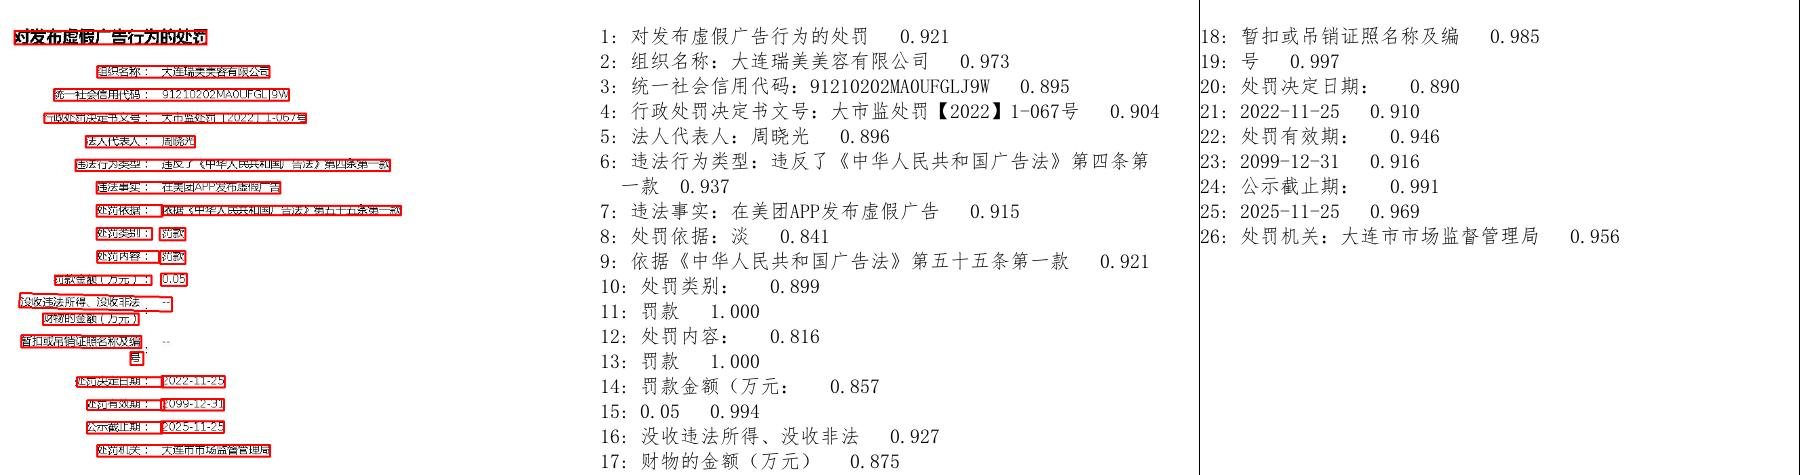 对发布虚假广告行为的处罚
组织名称： 大连瑞美美容有限公司
统一社会信用代码： 91210202MA0UFGLJ9W
行政处罚决定书文号： 大市监处罚【2022】1-067号
法人代表人： 周晓光
违法行为类型： 违反了《中华人民共和国广告法》第四条第一款
违法事实： 在美团APP发布虚假广告
处罚依据： 依据《中华人民共和国广告法》第五十五条第一款
处罚类别： 罚款
处罚内容： 罚款
罚款金额（万元）： 0.05
没收违法所得、没收非法 --
财物的金额（万元）：
暂扣或吊销证照名称及编 --
号：
处罚决定日期： 2022-11-25
处罚有效期： 2099-12-31
公示截止期： 2025-11-25
处罚机关： 大连市市场监督管理局
1: 对发布虚假广告行为的处罚 0.921
2: 组织名称：大连瑞美美容有限公司 0.973
3: 统一社会信用代码：91210202MA0UFGLJ9W 0.895
4: 行政处罚决定书文号：大市监处罚【2022】1-067号 0.904
5: 法人代表人：周晓光 0.896
6: 违法行为类型：违反了《中华人民共和国广告法》第四条第
一款 0.937
7: 违法事实：在美团APP发布虚假广告 0.915
8: 处罚依据：淡 0.841
9: 依据《中华人民共和国广告法》第五十五条第一款 0.921
10: 处罚类别： 0.899
11: 罚款 1.000
12: 处罚内容： 0.816
13: 罚款 1.000
14: 罚款金额（万元： 0.857
15: 0.05 0.994
16: 没收违法所得、没收非法 0.927
17: 财物的金额（万元） 0.875
18: 暂扣或吊销证照名称及编 0.985
19: 号 0.997
20: 处罚决定日期： 0.890
21: 2022-11-25 0.910
22: 处罚有效期： 0.946
23: 2099-12-31 0.916
24: 公示截止期： 0.991
25: 2025-11-25 0.969
26: 处罚机关：大连市市场监督管理局 0.956